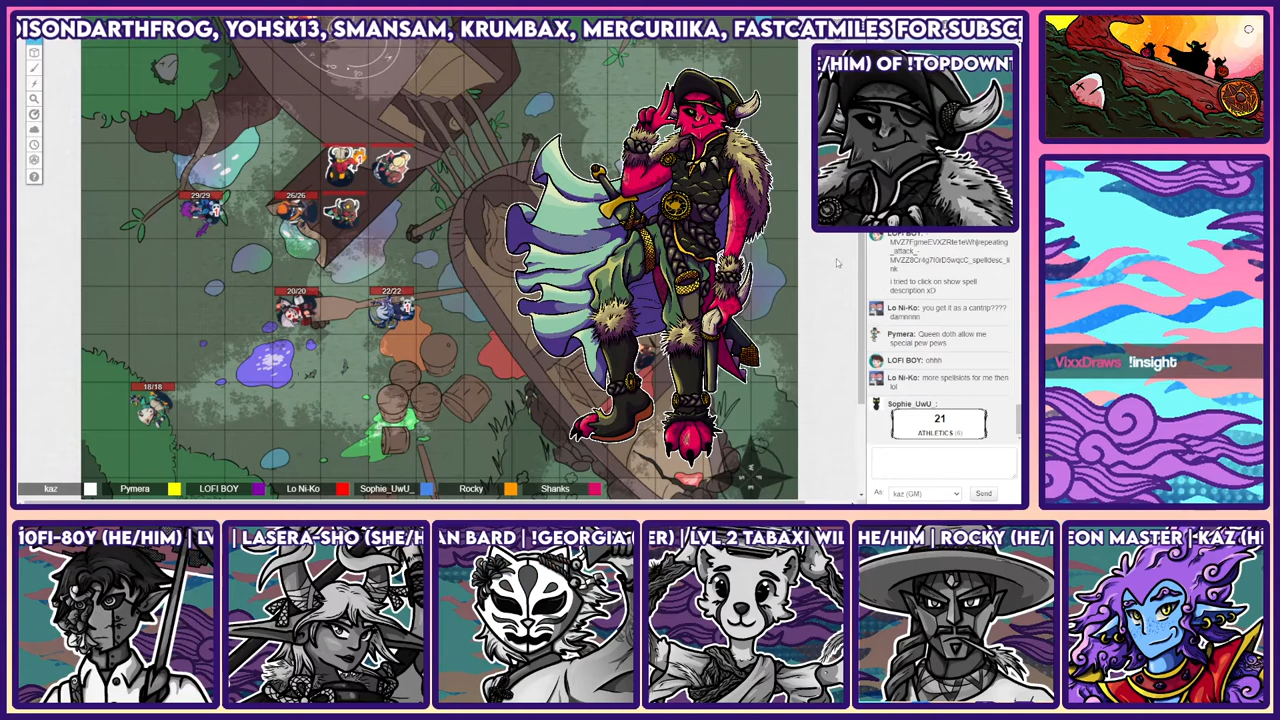 DISONDARTHFROG, YOHSK13, SMANSAM, KRUMBAX, MERCURIIKA, FASTCATMILES FOR SUBSC
E/HIM) OF !TOPDOWN
29/29
26/26
20/20
22/22
18/18
LOFI BOY:
i tried to click on show spell
description xD
Lo Ni-Ko: you get it as a cantrip????
damnnnn
Pymera: Queen doth allow me
special pew pews
LOFI BOY: ohhh
Lo Ni-Ko: more spellslots for me then
lol
Sophie_UwU_:
21
ATHLETICS (6)
As: kaz (GM) Send
kaz Pymera LOFI BOY Lo Ni-Ko Sophie_UwU_ Rocky Shanks
VixxDraws !insight
10FI-80Y (HE/HIM) | LV
| LASERA-SHO (SHE/H
AN BARD | !GEORGIA
ER) | LVL 2 TABAXI WIL
HE/HIM | ROCKY (HE/
EON MASTER | KAZ (HI